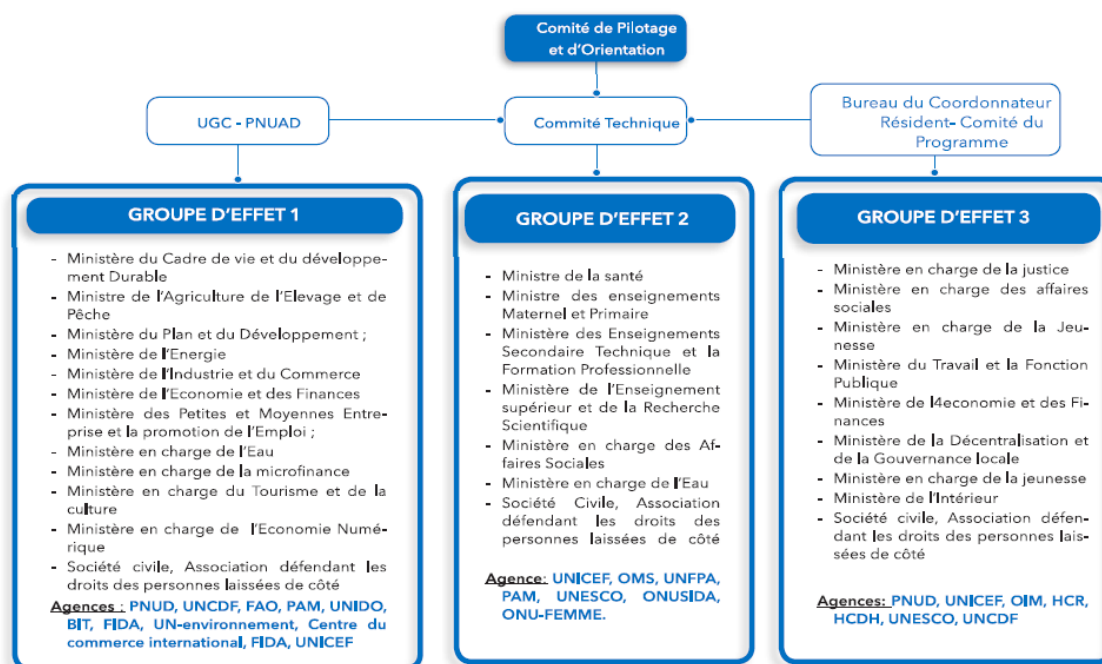 Comité de Pilotage
et d'Orientation
UGC - PNUAD
Commité Technique
Bureau du Coordonnateur
Résident- Comité du
Programme
GROUPE D'EFFET 1
- Ministère du Cadre de vie et du développe-
ment Durable
- Ministre de l'Agriculture de l'Elevage et de
Pêche
- Ministère du Plan et du Développement ;
- Ministère de l'Energie
- Ministère de l'Industrie et du Commerce
- Ministère de l'Economie et des Finances
- Ministère des Petites et Moyennes Entre-
prise et la promotion de l'Emploi ;
- Ministère en charge de l'Eau
- Ministère en charge de la microfinance
- Ministère en charge du Tourisme et de la
culture
- Ministère en charge de l'Economie Numé-
rique
- Société civile, Association défendant les
droits des personnes laissées de côté
Agences : PNUD, UNCDF, FAO, PAM, UNIDO,
BIT, FIDA, UN-environnement, Centre du
commerce international, FIDA, UNICEF
GROUPE D'EFFET 2
- Ministre de la santé
- Ministre des enseignements
Maternel et Primaire
- Ministère des Enseignements
Secondaire Technique et la
Formation Professionnelle
- Ministère de l'Enseignement
supérieur et de la Recherche
Scientifique
- Ministère en charge des Af-
faires Sociales
- Ministère en charge de l'Eau
- Société Civile, Association
défendant les droits des
personnes laissées de côté
Agence: UNICEF, OMS, UNFPA,
PAM, UNESCO, ONUSIDA,
ONU-FEMME.
GROUPE D'EFFET 3
- Ministère en charge de la justice
- Ministère en charge des affaires
sociales
- Ministère en charge de la Jeu-
nesse
- Ministère du Travail et la Fonction
Publique
- Ministère de l4economie et des Fi-
nances
- Ministère de la Décentralisation et
de la Gouvernance locale
- Ministère en charge de la jeunesse
- Ministère de l'Intérieur
- Société civile, Association défen-
dant les droits des personnes lais-
sées de côté
Agences: PNUD, UNICEF, OIM, HCR,
HCDH, UNESCO, UNCDF